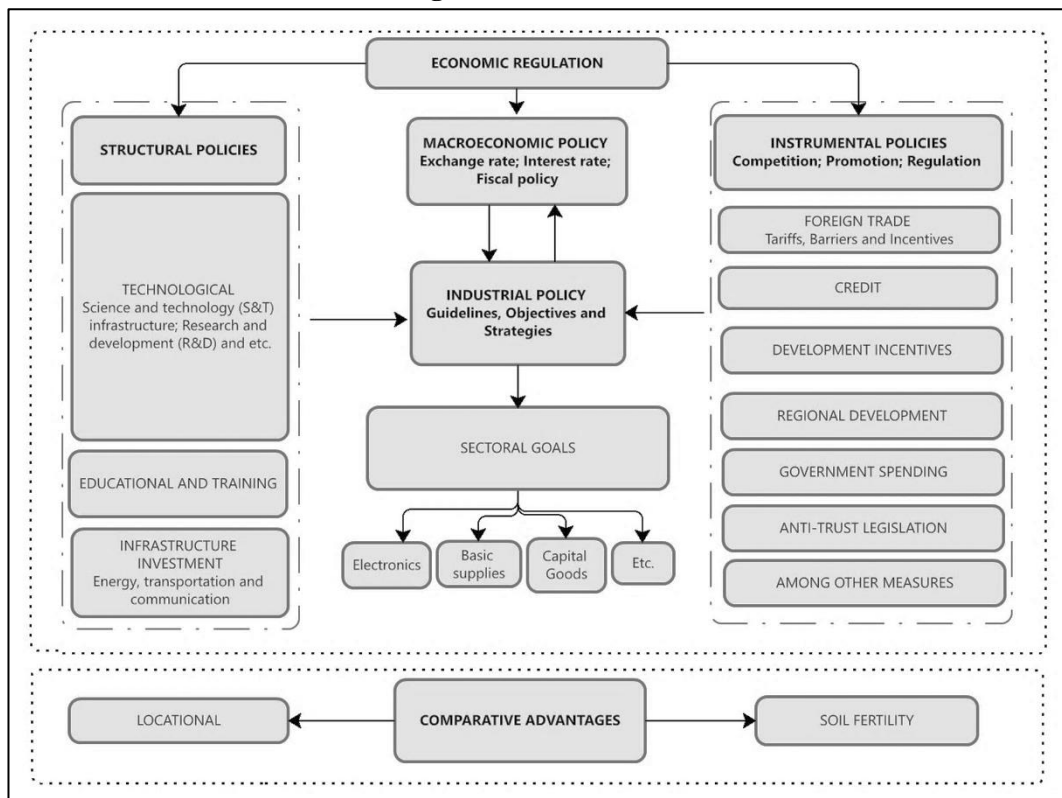 ECONOMIC REGULATION
STRUCTURAL POLICIES
TECHNOLOGICAL
Science and technology (S&T)
infrastructure; Research and
development (R&D) and etc.
EDUCATIONAL AND TRAINING
INFRASTRUCTURE
INVESTMENT
Energy, transportation and
communication
MACROECONOMIC POLICY
Exchange rate; Interest rate;
Fiscal policy
INDUSTRIAL POLICY
Guidelines, Objectives and
Strategies
SECTORAL GOALS
Electronics
Basic
supplies
Capital
Goods
Etc.
INSTRUMENTAL POLICIES
Competition; Promotion; Regulation
FOREIGN TRADE
Tariffs, Barriers and Incentives
CREDIT
DEVELOPMENT INCENTIVES
REGIONAL DEVELOPMENT
GOVERNMENT SPENDING
ANTI-TRUST LEGISLATION
AMONG OTHER MEASURES
LOCATIONAL
COMPARATIVE ADVANTAGES
SOIL FERTILITY